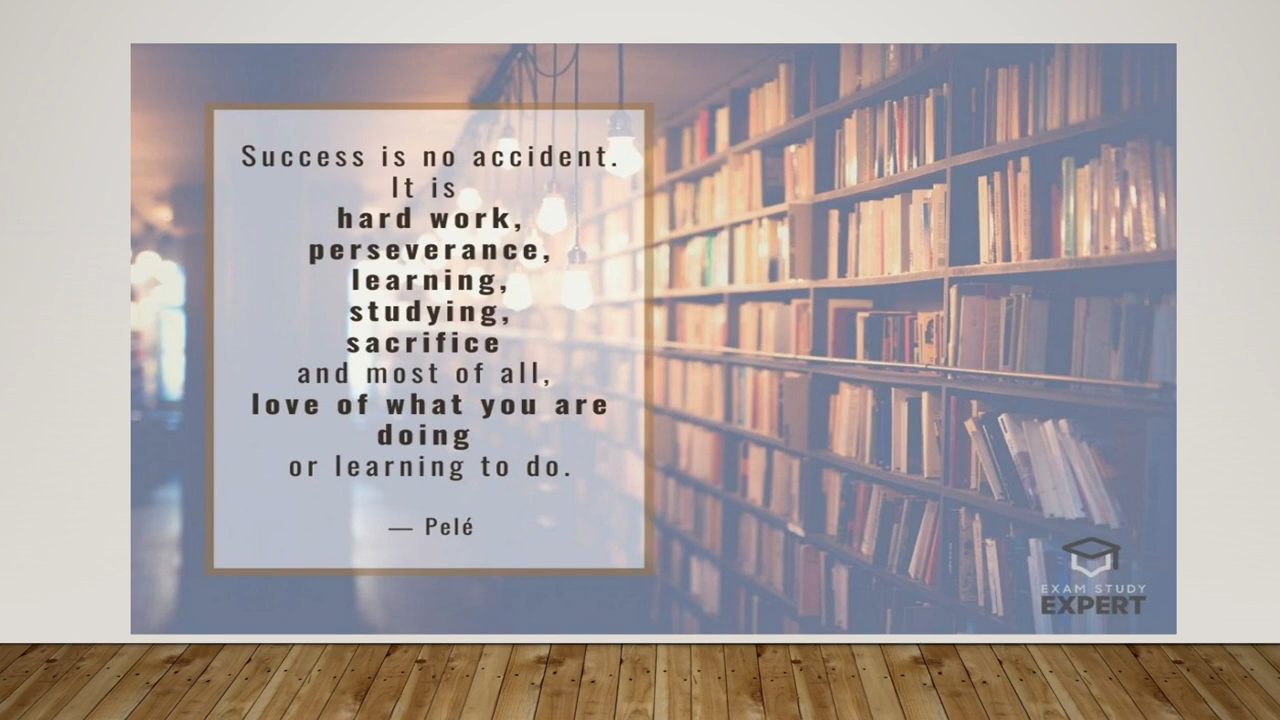 Success is no accident.
It is
hard work,
perseverance,
learning,
studying,
sacrifice
and most of all,
love of what you are
doing
or learning to do.
— Pelé
EXAM STUDY
EXPERT